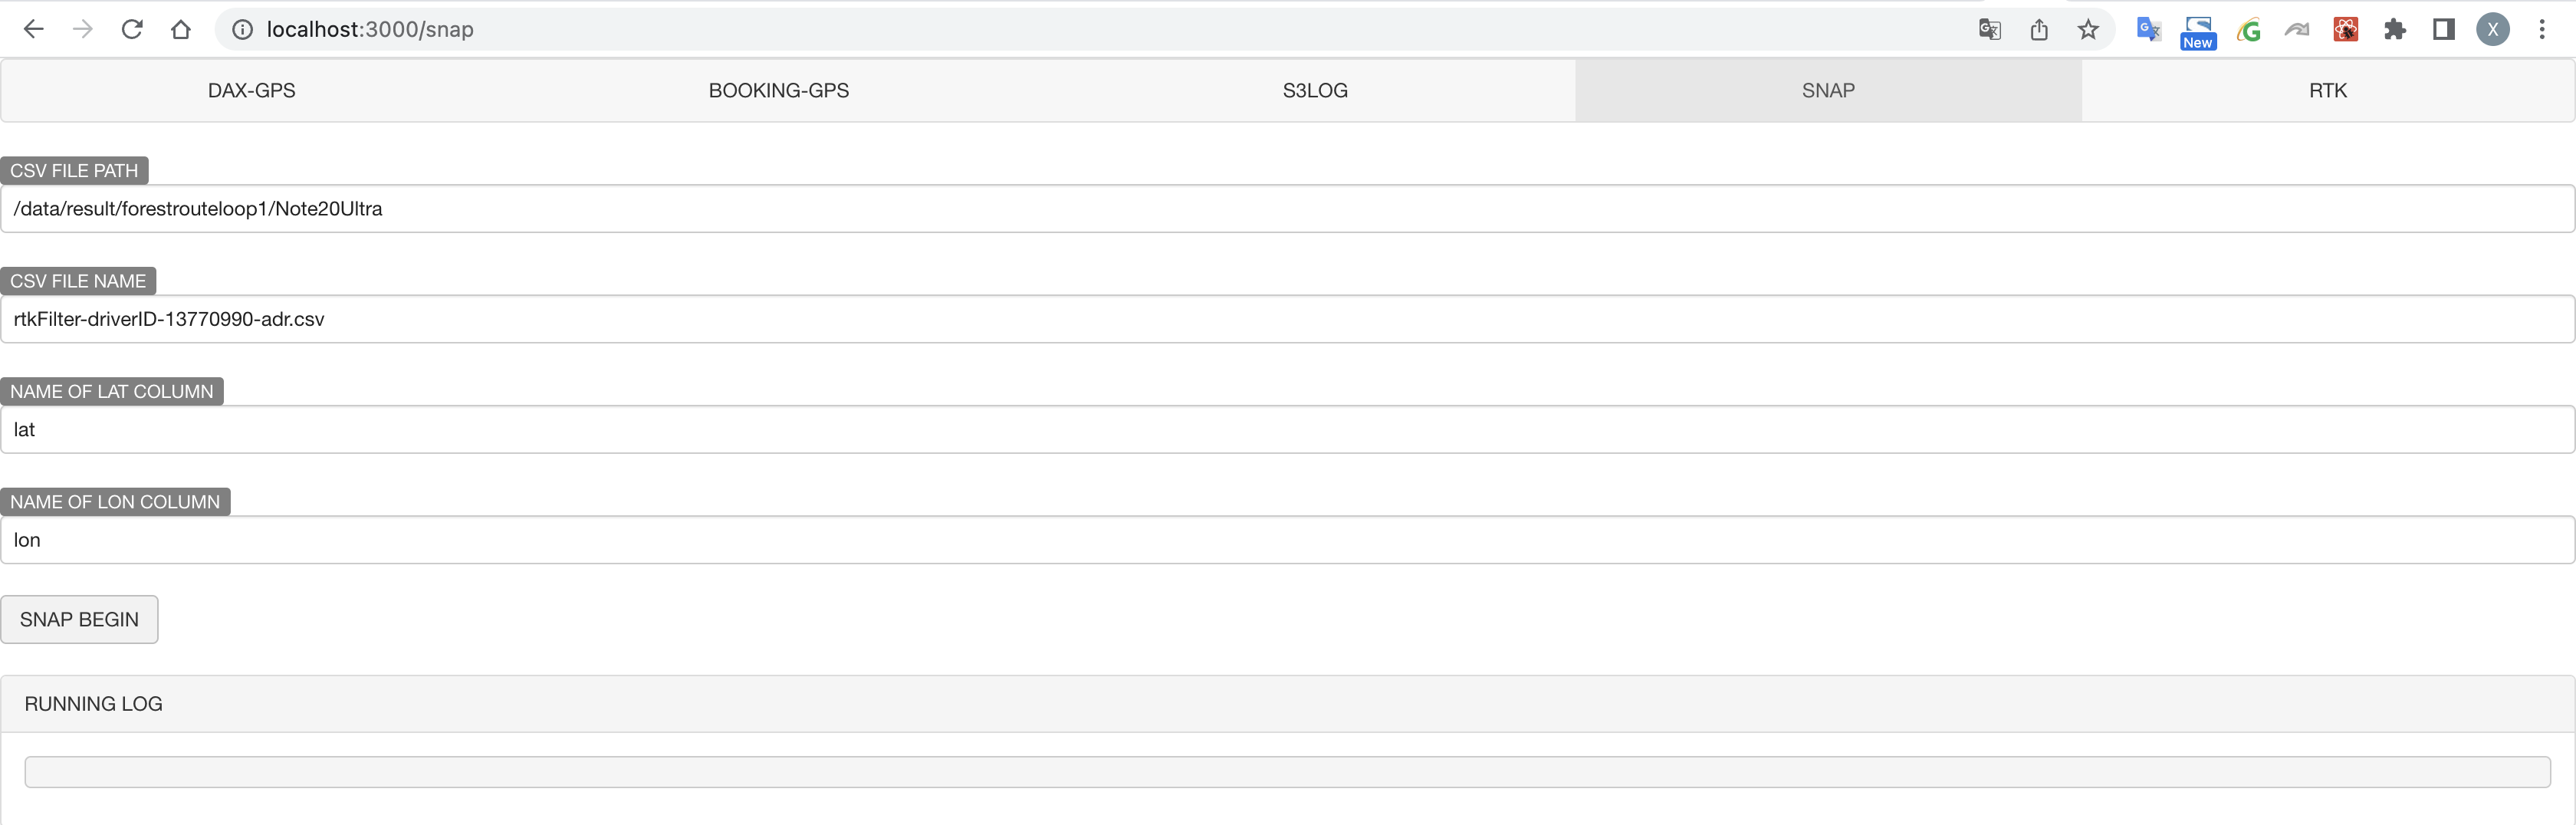 localhost:3000/snap
New
X
DAX-GPS BOOKING-GPS S3LOG SNAP RTK
CSV FILE PATH
/data/result/forestrouteloop1/Note20Ultra
CSV FILE NAME
rtkFilter-driverID-13770990-adr.csv
NAME OF LAT COLUMN
lat
NAME OF LON COLUMN
lon
SNAP BEGIN
RUNNING LOG